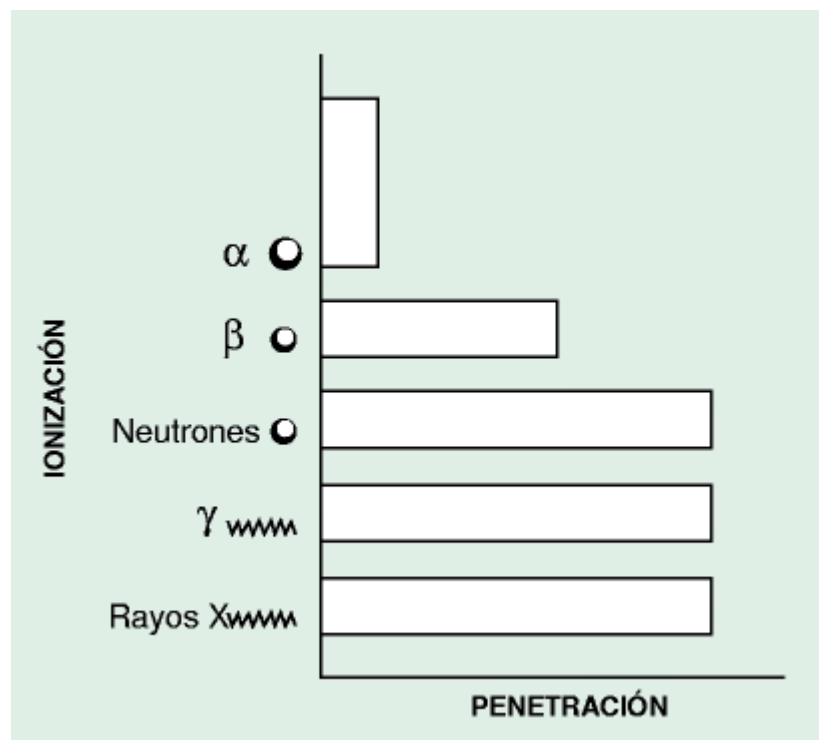 α
β
IONIZACIÓN
Neutrones
γ
Rayos X
PENETRACIÓN